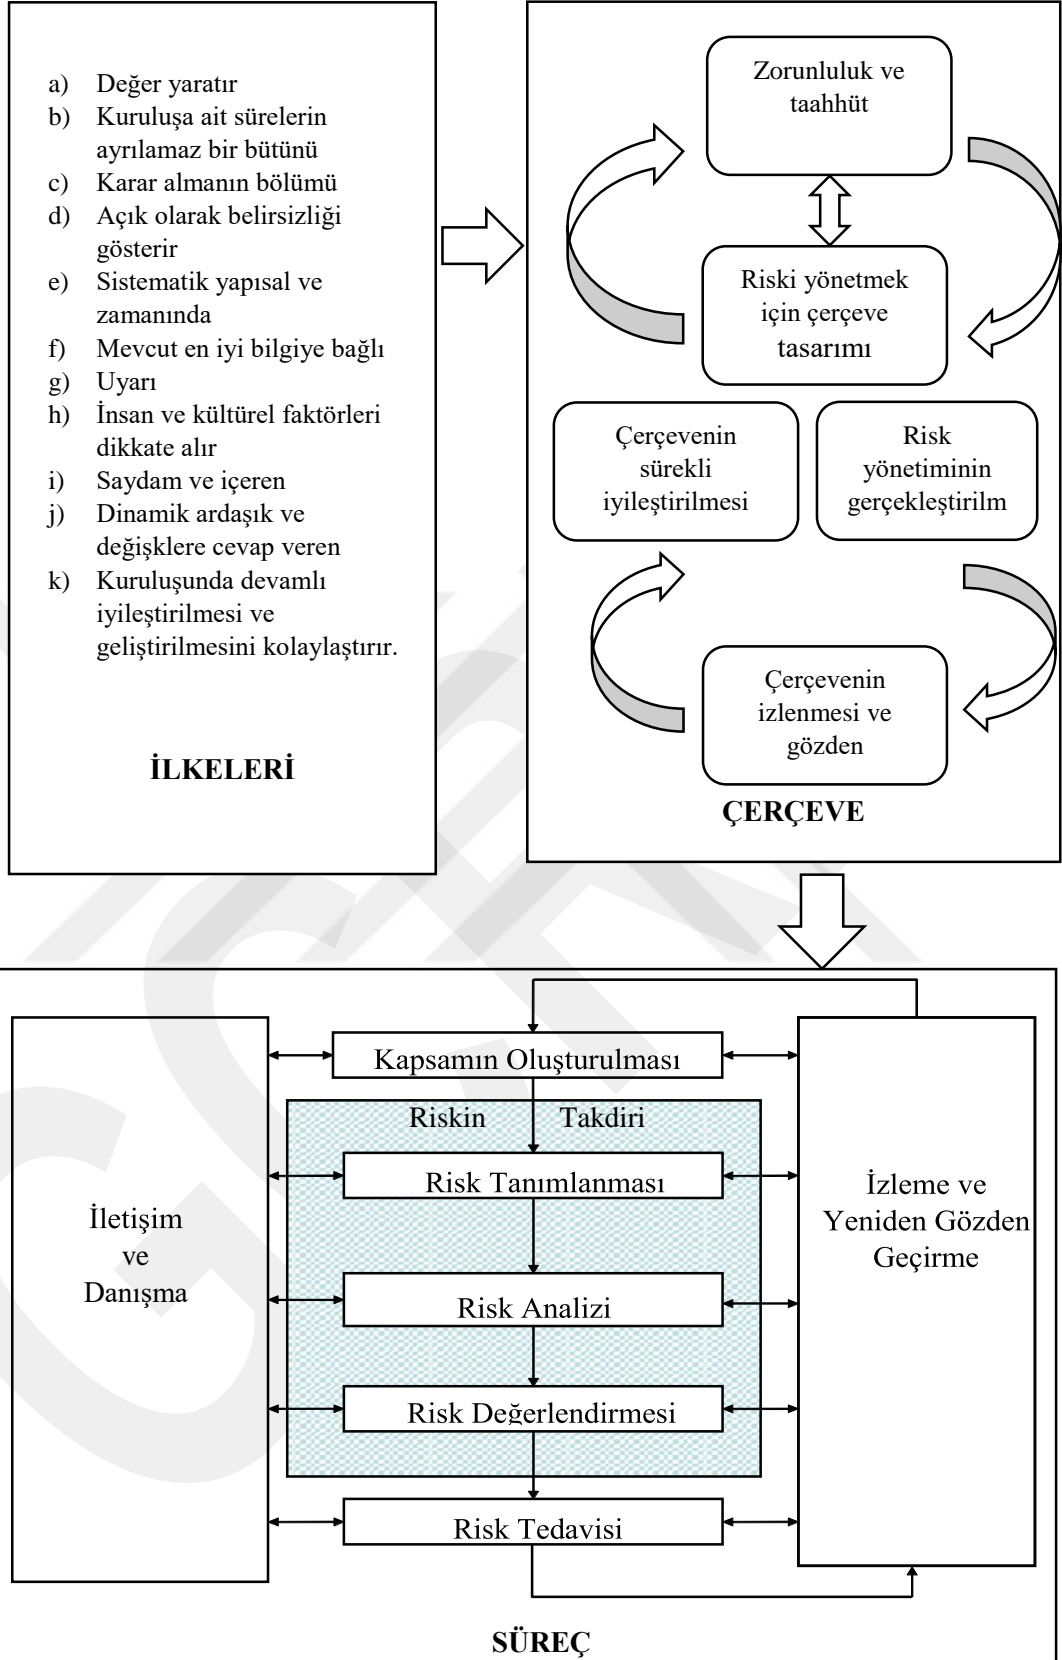 a) Değer yaratır
b) Kuruluşa ait sürelerin
ayrılamaz bir bütünü
c) Karar almanın bölümü
d) Açık olarak belirsizliği
gösterir
e) Sistematik yapısal ve
zamanında
f) Mevcut en iyi bilgiye bağlı
g) Uyarı
h) İnsan ve kültürel faktörleri
dikkate alır
i) Saydam ve içeren
j) Dinamik ardaşık ve
değişklere cevap veren
k) Kuruluşunda devamlı
iyileştirilmesi ve
geliştirilmesini kolaylaştırır.
İLKELERİ
Zorunluluk ve
taahhüt
Riski yönetmek
için çerçeve
tasarımı
Çerçevenin
sürekli
iyileştirilmesi
Risk
yönetiminin
gerçekleştirilm
Çerçevenin
izlenmesi ve
gözden
ÇERÇEVE
İletişim
ve
Danışma
Kapsamın Oluşturulması
Riskin Takdiri
Risk Tanımlanması
Risk Analizi
Risk Değerlendirmesi
Risk Tedavisi
İzleme ve
Yeniden Gözden
Geçirme
SÜREÇ